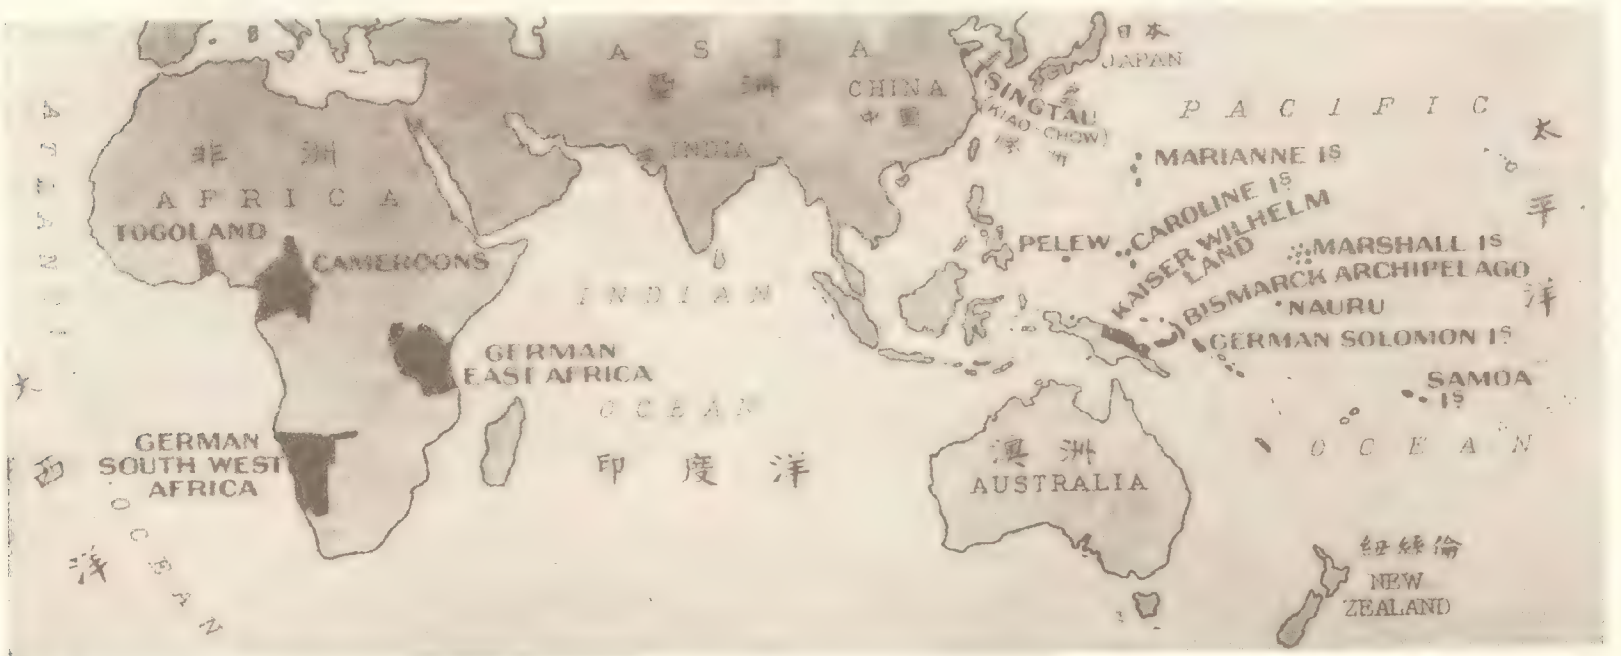 ASIA
亞洲
CHINA
中國
日本
JAPAN
TSINGTAU
(KIAO-CHOW)
膠州
INDIA
非洲
AFRICA
TOGOLAND
CAMEROONS
GERMAN
EAST AFRICA
GERMAN
SOUTH WEST
AFRICA
ATLANTIC
OCEAN
大西洋
INDIAN
OCEAN
印度洋
PACIFIC
OCEAN
太平洋
MARIANNE IS
CAROLINE IS
PELEW
KAISER WILHELM
LAND
MARSHALL IS
BISMARCK ARCHIPELAGO
NAURU
GERMAN SOLOMON IS
SAMOA
IS
澳洲
AUSTRALIA
紐絲倫
NEW
ZEALAND